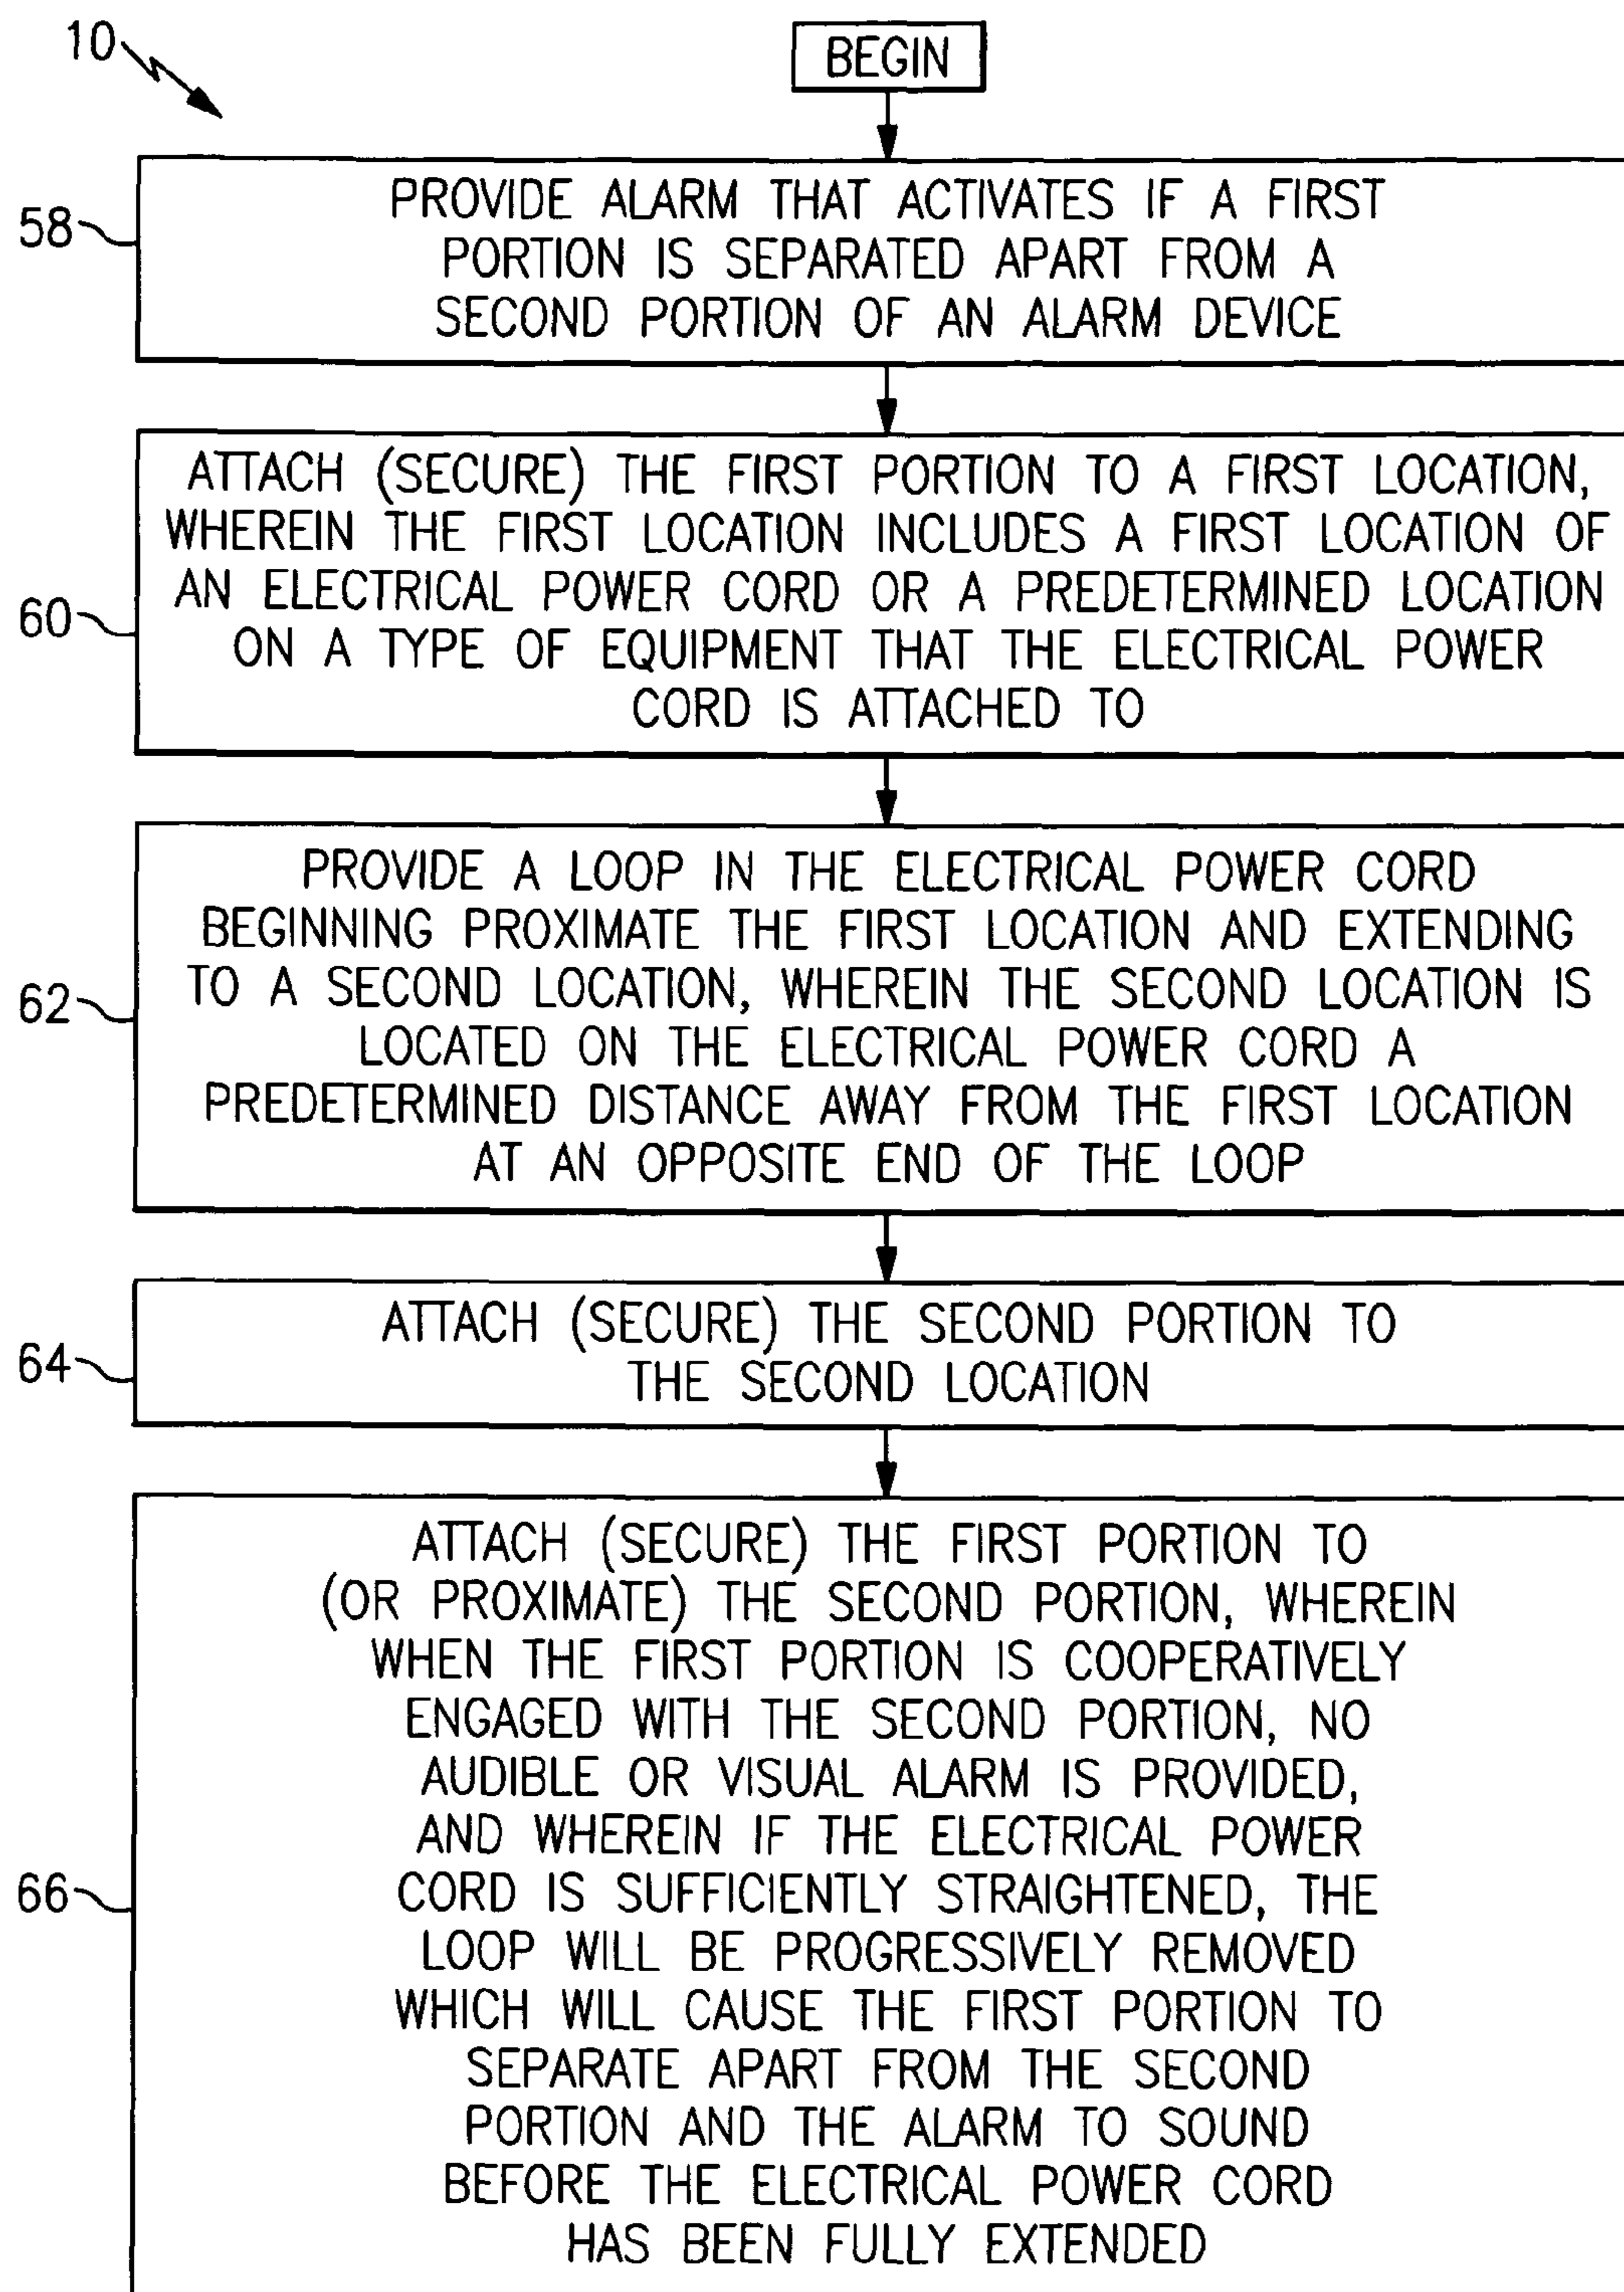 10
BEGIN
58
PROVIDE ALARM THAT ACTIVATES IF A FIRST
PORTION IS SEPARATED APART FROM A
SECOND PORTION OF AN ALARM DEVICE
60
ATTACH (SECURE) THE FIRST PORTION TO A FIRST LOCATION,
WHEREIN THE FIRST LOCATION INCLUDES A FIRST LOCATION OF
AN ELECTRICAL POWER CORD OR A PREDETERMINED LOCATION
ON A TYPE OF EQUIPMENT THAT THE ELECTRICAL POWER
CORD IS ATTACHED TO
62
PROVIDE A LOOP IN THE ELECTRICAL POWER CORD
BEGINNING PROXIMATE THE FIRST LOCATION AND EXTENDING
TO A SECOND LOCATION, WHEREIN THE SECOND LOCATION IS
LOCATED ON THE ELECTRICAL POWER CORD A
PREDETERMINED DISTANCE AWAY FROM THE FIRST LOCATION
AT AN OPPOSITE END OF THE LOOP
64
ATTACH (SECURE) THE SECOND PORTION TO
THE SECOND LOCATION
66
ATTACH (SECURE) THE FIRST PORTION TO
(OR PROXIMATE) THE SECOND PORTION, WHEREIN
WHEN THE FIRST PORTION IS COOPERATIVELY
ENGAGED WITH THE SECOND PORTION, NO
AUDIBLE OR VISUAL ALARM IS PROVIDED,
AND WHEREIN IF THE ELECTRICAL POWER
CORD IS SUFFICIENTLY STRAIGHTENED, THE
LOOP WILL BE PROGRESSIVELY REMOVED
WHICH WILL CAUSE THE FIRST PORTION TO
SEPARATE APART FROM THE SECOND
PORTION AND THE ALARM TO SOUND
BEFORE THE ELECTRICAL POWER CORD
HAS BEEN FULLY EXTENDED